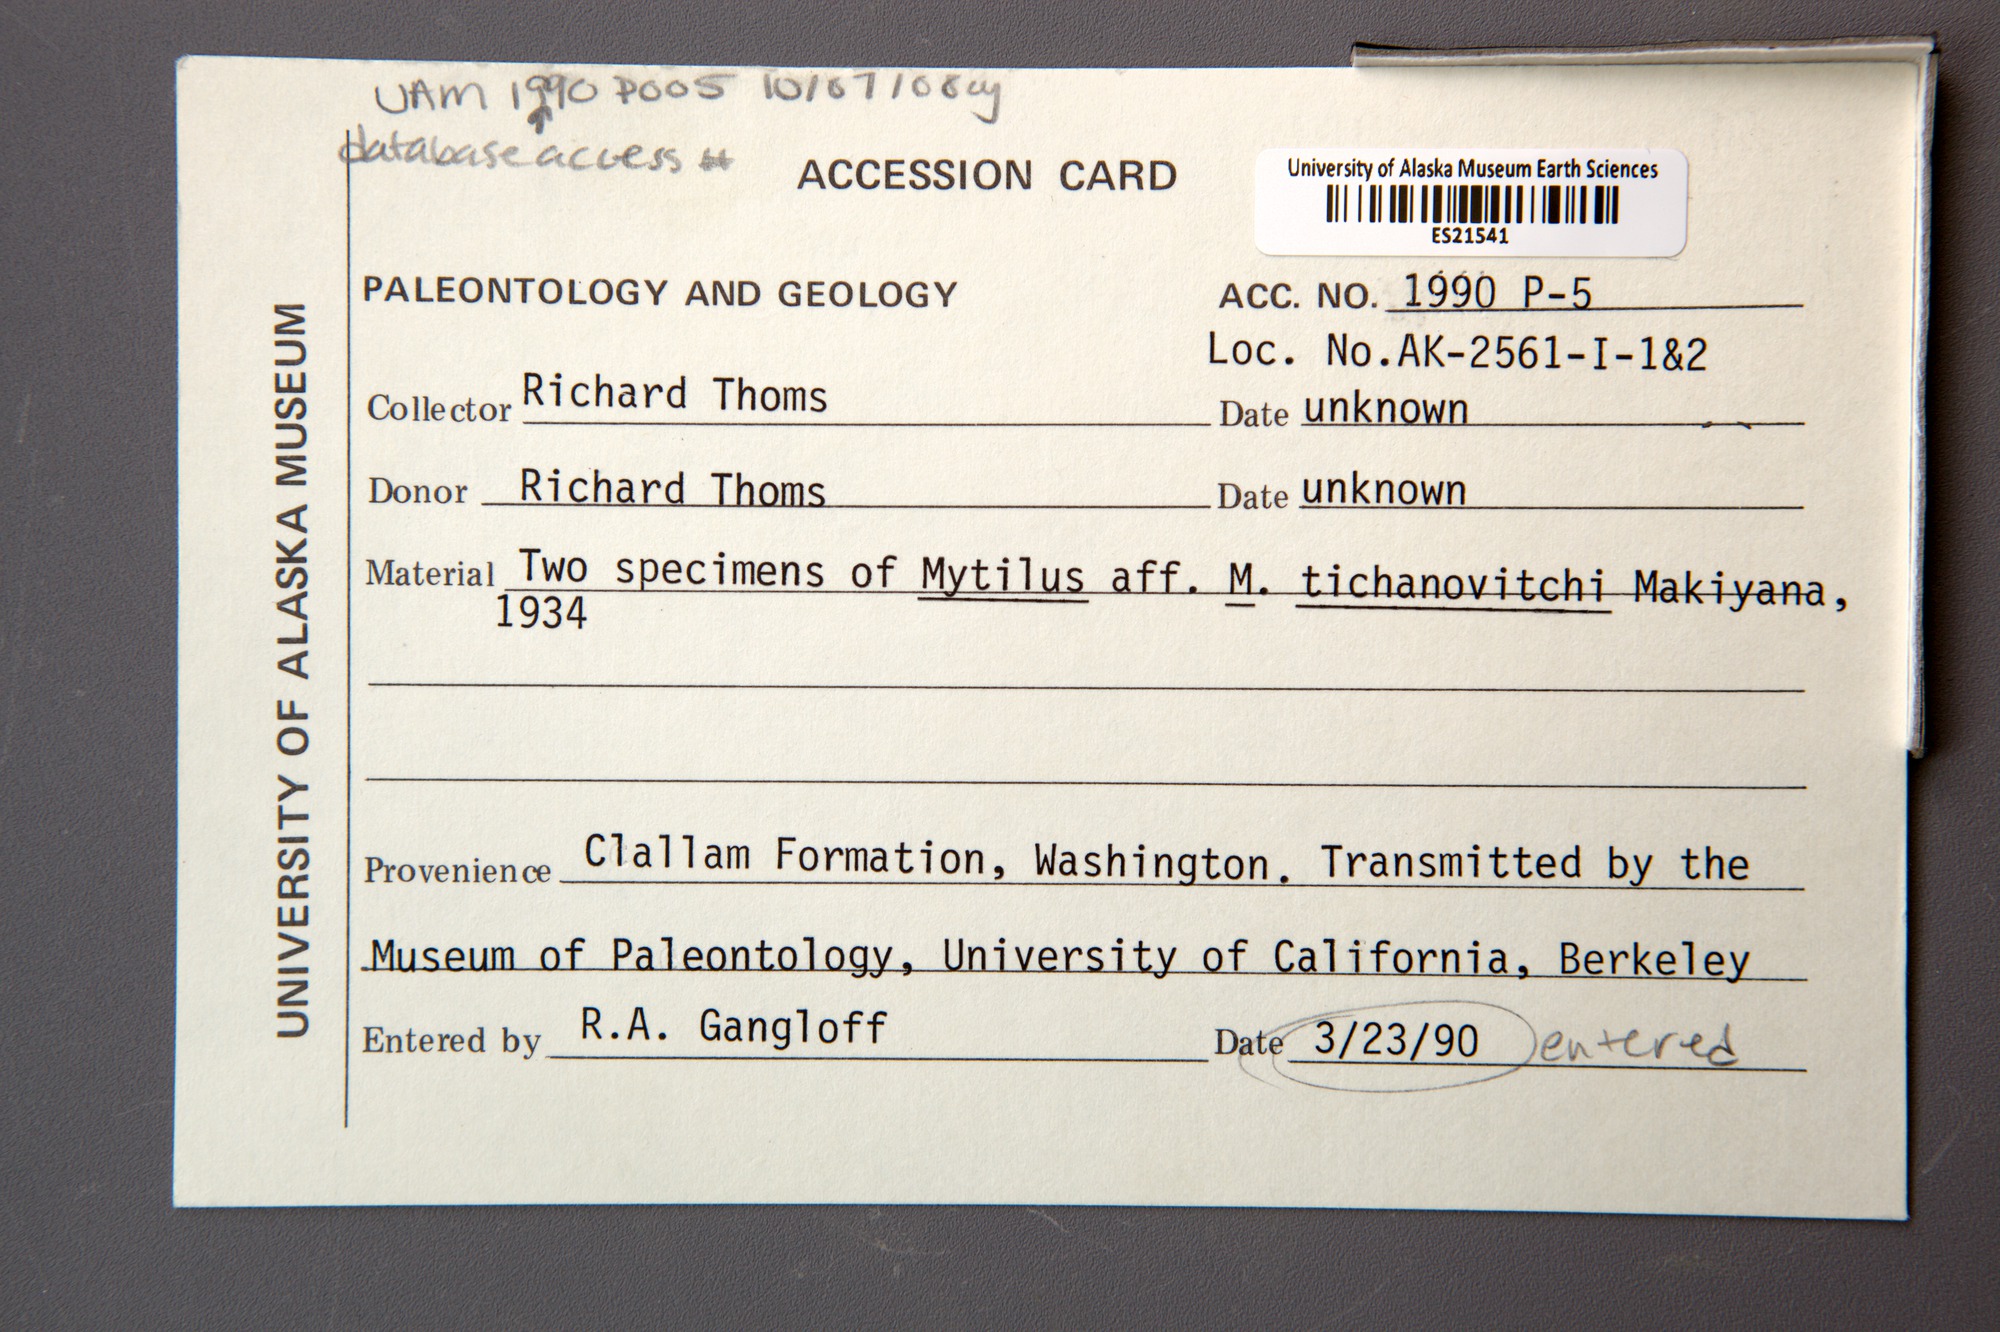 UAM 1990 P005 10/07/08 cy
database access #
ACCESSION CARD
University of Alaska Museum Earth Sciences
ES21541
PALEONTOLOGY AND GEOLOGY
ACC. NO. 1990 P-5
Loc. No.AK-2561-I-1&2
Collector Richard Thoms Date unknown
Donor Richard Thoms Date unknown
Material Two specimens of Mytilus aff. M. tichanovitchi Makiyana,
1934
Provenience Clallam Formation, Washington. Transmitted by the
Museum of Paleontology, University of California, Berkeley
Entered by R.A. Gangloff Date 3/23/90 entered
UNIVERSITY OF ALASKA MUSEUM